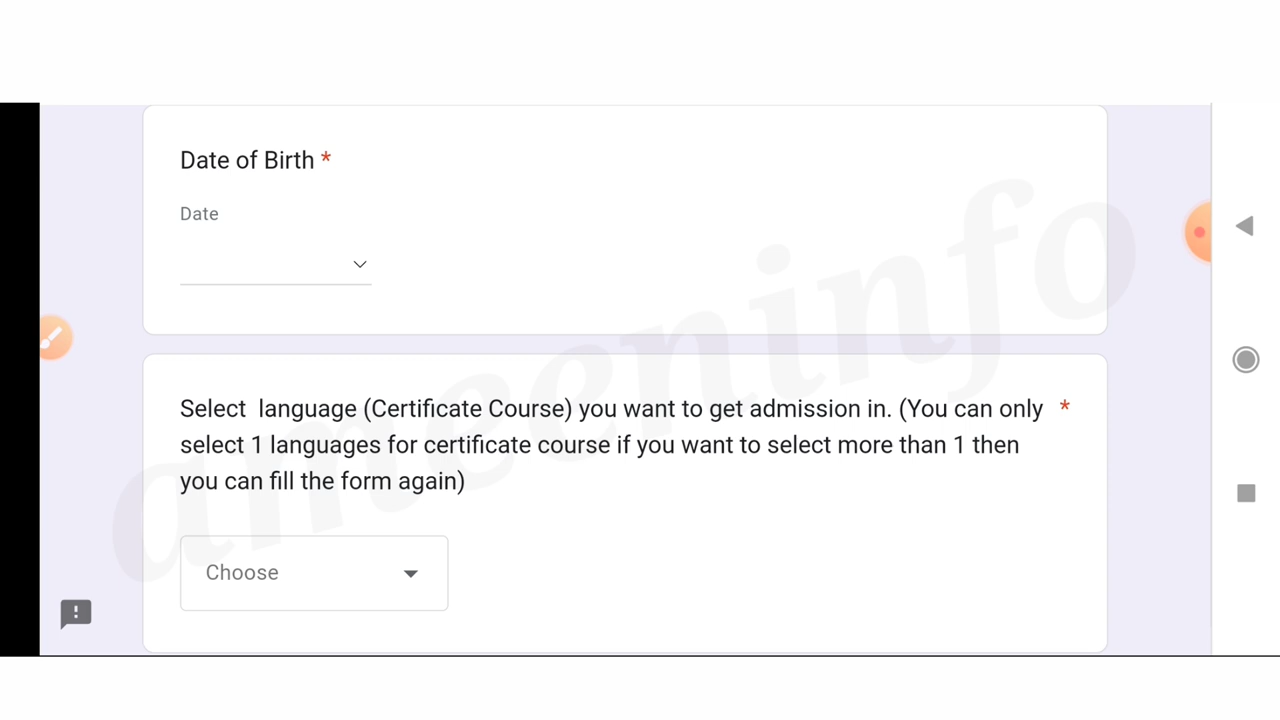 Date of Birth *
Date
Select  language (Certificate Course) you want to get admission in. (You can only *
select 1 languages for certificate course if you want to select more than 1 then
you can fill the form again)
Choose
ameeninfo